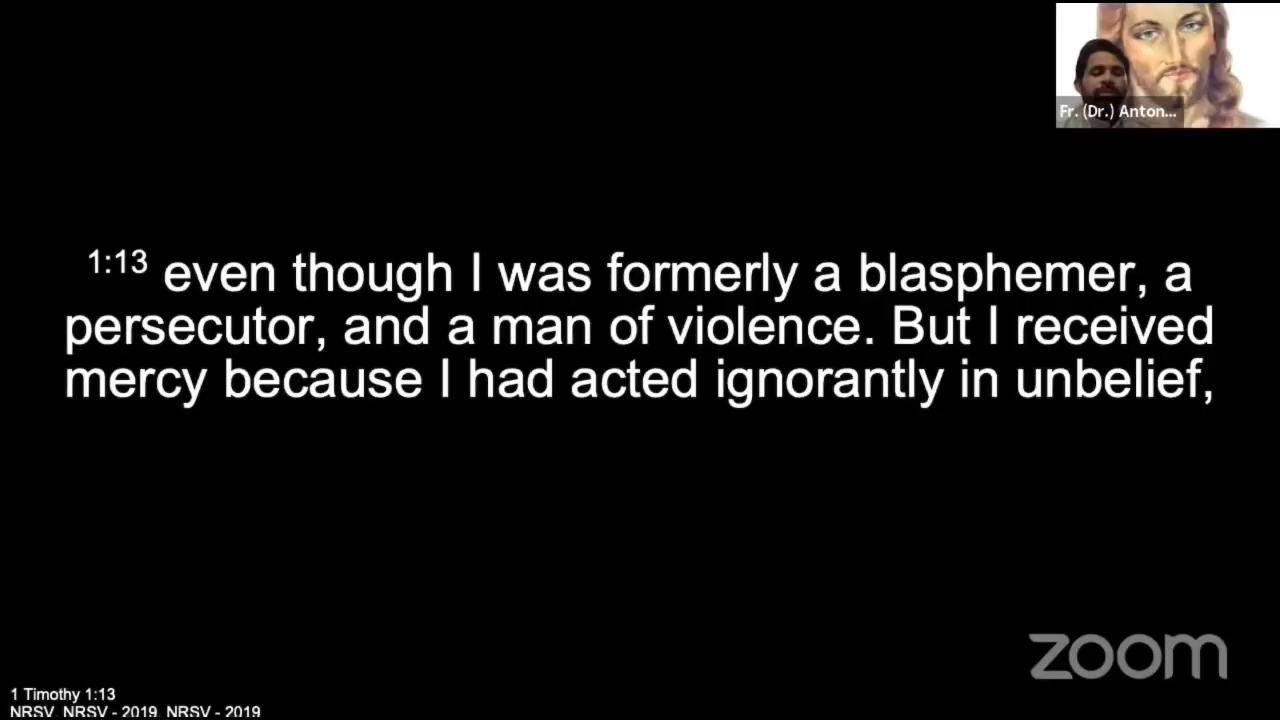 Fr. (Dr.) Anton...
1:13 even though I was formerly a blasphemer, a
persecutor, and a man of violence. But I received
mercy because I had acted ignorantly in unbelief,
zoom
1 Timothy 1:13
NRSV, NRSV - 2019, NRSV - 2019